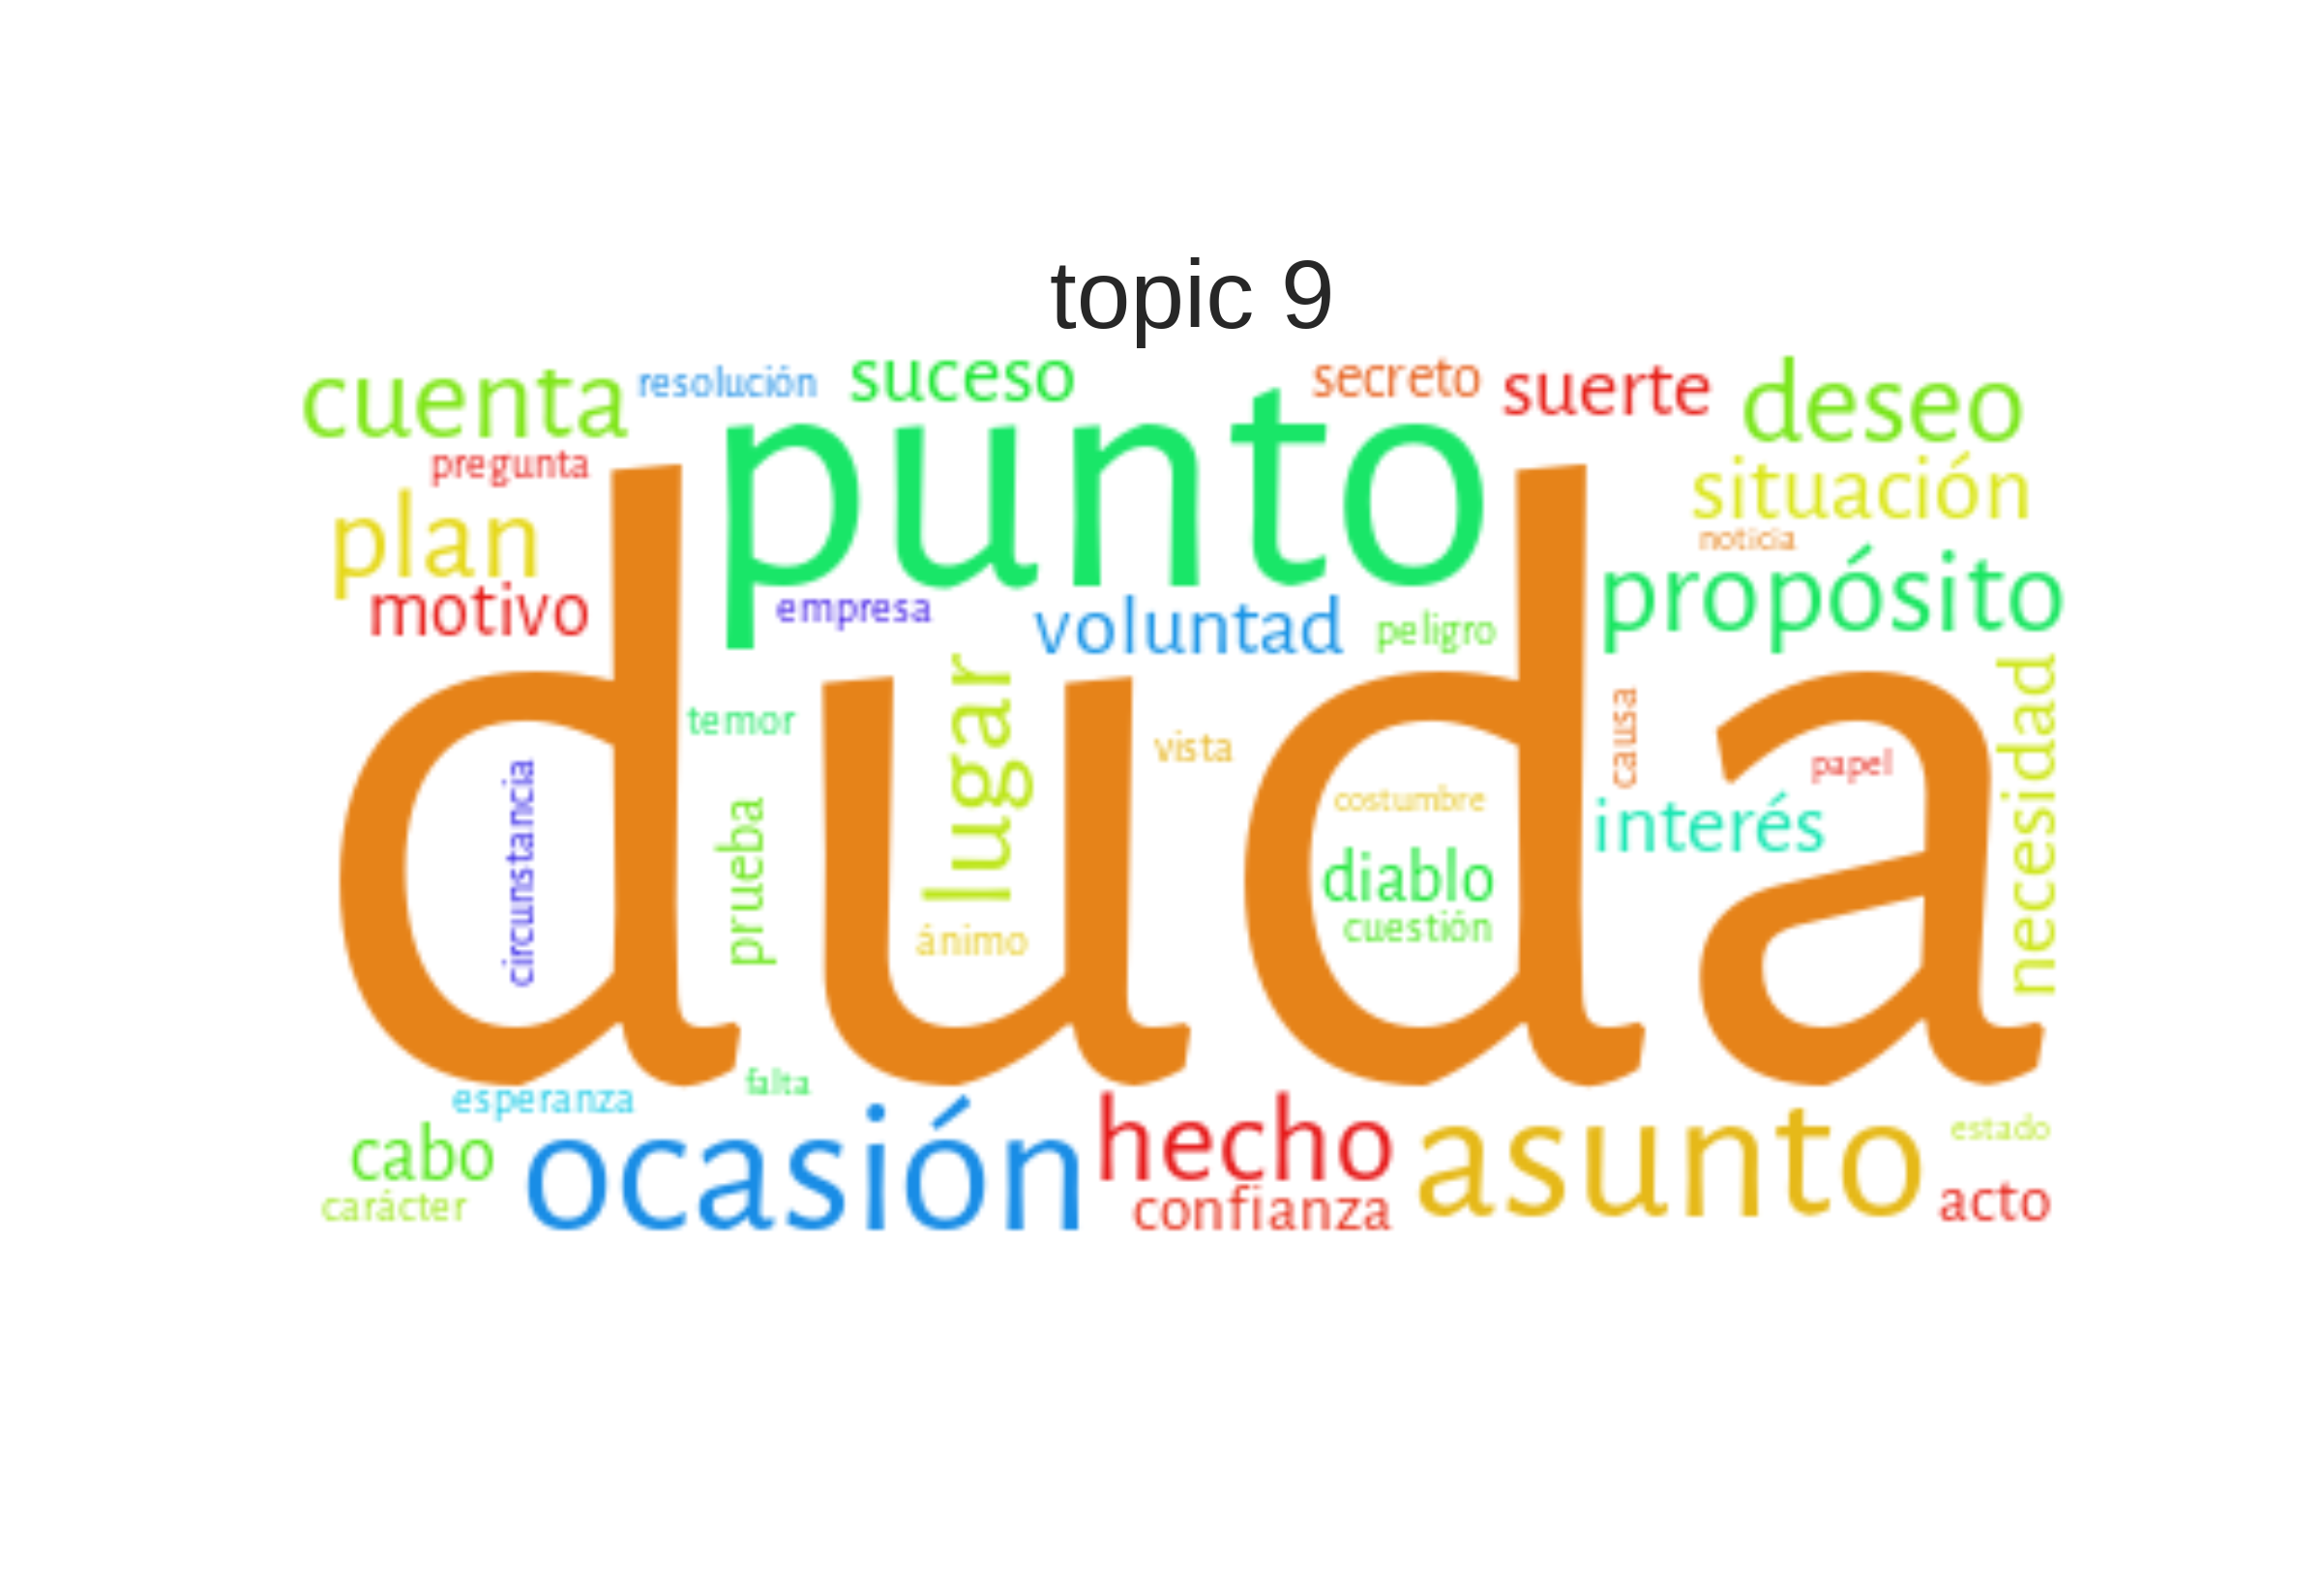 topic 9
cuenta resolución suceso secreto suerte deseo
pregunta punto situación
plan noticia
motivo empresa voluntad peligro propósito
duda
temor lugar vista causa papel necesidad
circunstancia prueba costumbre interés
diablo
ánimo cuestión
esperanza falta
cabo ocasión hecho asunto estado
carácter confianza acto